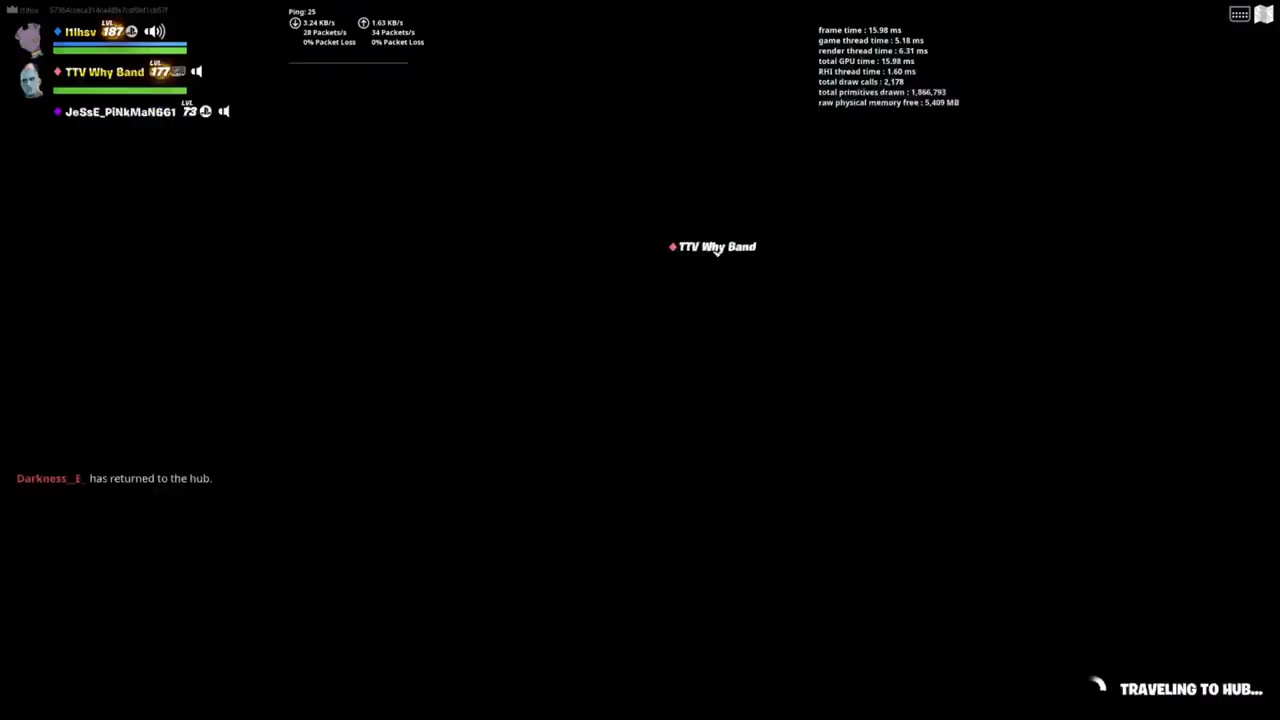 l1lhsv
l1lhsv LVL 187
TTV Why Band LVL 177
JeSsE_PiNkMaN6G1 LVL 73
Ping: 25
3.24 KB/s 1.63 KB/s
28 Packets/s 34 Packets/s
0% Packet Loss 0% Packet Loss
frame time : 15.98 ms
game thread time : 5.18 ms
render thread time : 6.31 ms
total GPU time : 15.98 ms
RHI thread time : 1.60 ms
total draw calls : 2,178
total primitives drawn : 1,866,793
raw physical memory free : 5,409 MB
TTV Why Band
Darkness__E_ has returned to the hub.
TRAVELING TO HUB...